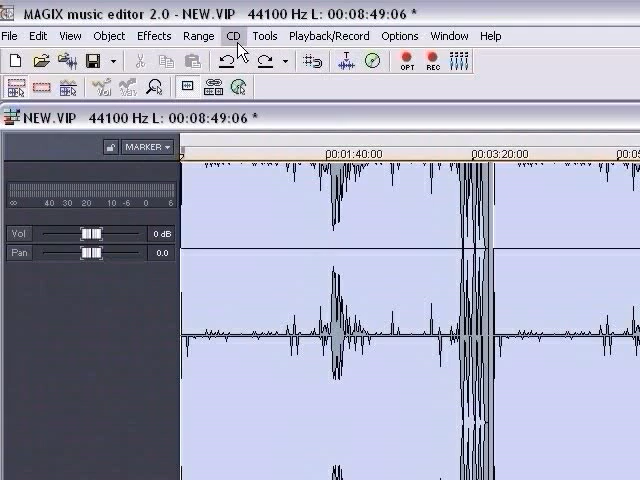 MAGIX music editor 2.0 - NEW.VIP 44100 Hz L: 00:08:49:06 *
File Edit View Object Effects Range CD Tools Playback/Record Options Window Help
OPT REC
NEW.VIP 44100 Hz L: 00:08:49:06 *
MARKER
00:01:40:00 00:03:20:00
∞ 40 30 20 10 -6 0 6
Vol 0 dB
Pan 0.0